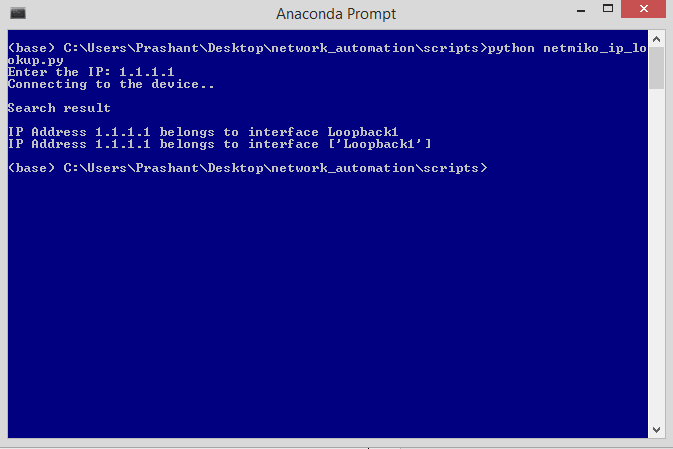 Anaconda Prompt
(base) C:\Users\Prashant\Desktop\network_automation\scripts>python netmiko_ip_lo
okup.py
Enter the IP: 1.1.1.1
Connecting to the device..
Search result
IP Address 1.1.1.1 belongs to interface Loopback1
IP Address 1.1.1.1 belongs to interface ['Loopback1']
(base) C:\Users\Prashant\Desktop\network_automation\scripts>